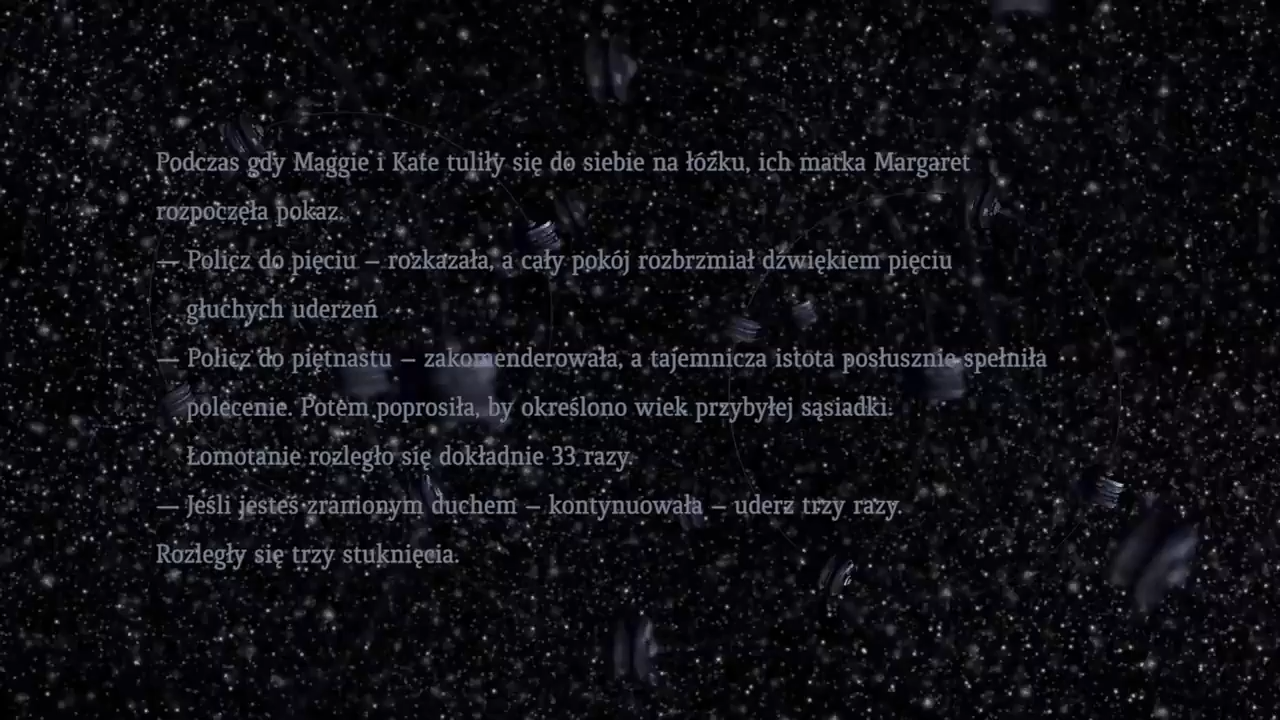 Podczas gdy Maggie i Kate tuliły się do siebie na łóżku, ich matka Margaret
rozpoczęła pokaz.
— Policz do pięciu — rozkazała, a cały pokój rozbrzmiał dźwiękiem pięciu
głuchych uderzeń
— Policz do piętnastu — zakomenderowała, a tajemnicza istota posłusznie spełniła
polecenie. Potem poprosiła, by określono wiek przybyłej sąsiadki.
Łomotanie rozległo się dokładnie 33 razy.
— Jeśli jesteś zranionym duchem — kontynuowała — uderz trzy razy.
Rozległy się trzy stuknięcia.